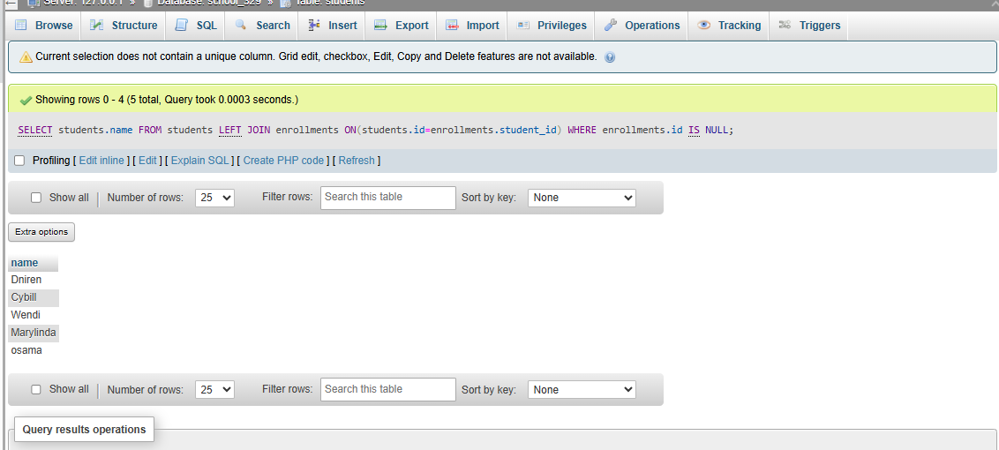 Server: 127.0.0.1 » Database: school_329 » Table: students
Browse Structure SQL Search Insert Export Import Privileges Operations Tracking Triggers
Current selection does not contain a unique column. Grid edit, checkbox, Edit, Copy and Delete features are not available.
Showing rows 0 - 4 (5 total, Query took 0.0003 seconds.)
SELECT students.name FROM students LEFT JOIN enrollments ON(students.id=enrollments.student_id) WHERE enrollments.id IS NULL;
Profiling [ Edit inline ] [ Edit ] [ Explain SQL ] [ Create PHP code ] [ Refresh ]
Show all | Number of rows: 25 Filter rows: Search this table Sort by key: None
Extra options
name
Dniren
Cybill
Wendi
Marylinda
osama
Show all | Number of rows: 25 Filter rows: Search this table Sort by key: None
Query results operations